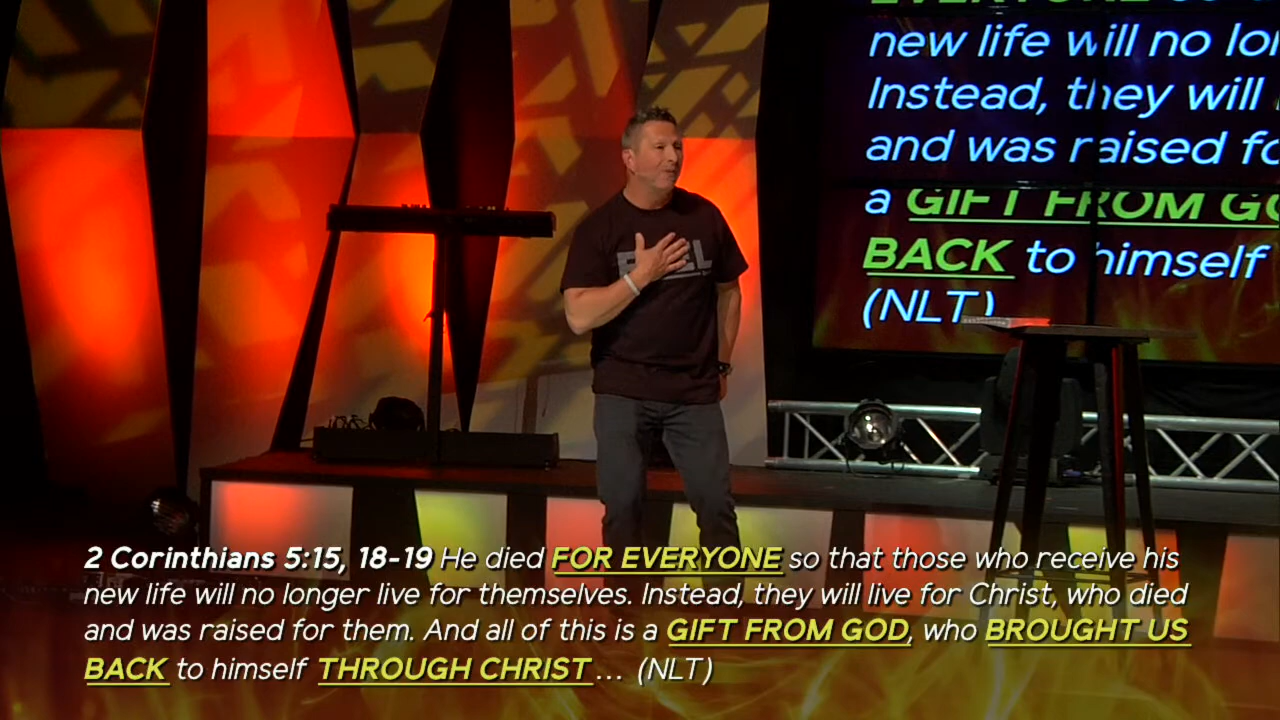 new life will no
Instead, they will
and was raised
a GIFT FROM
BACK to himself
(NLT)
2 Corinthians 5:15, 18-19 He died FOR EVERYONE so that those who receive his
new life will no longer live for themselves. Instead, they will live for Christ, who died
and was raised for them. And all of this is a GIFT FROM GOD, who BROUGHT US
BACK to himself THROUGH CHRIST... (NLT)